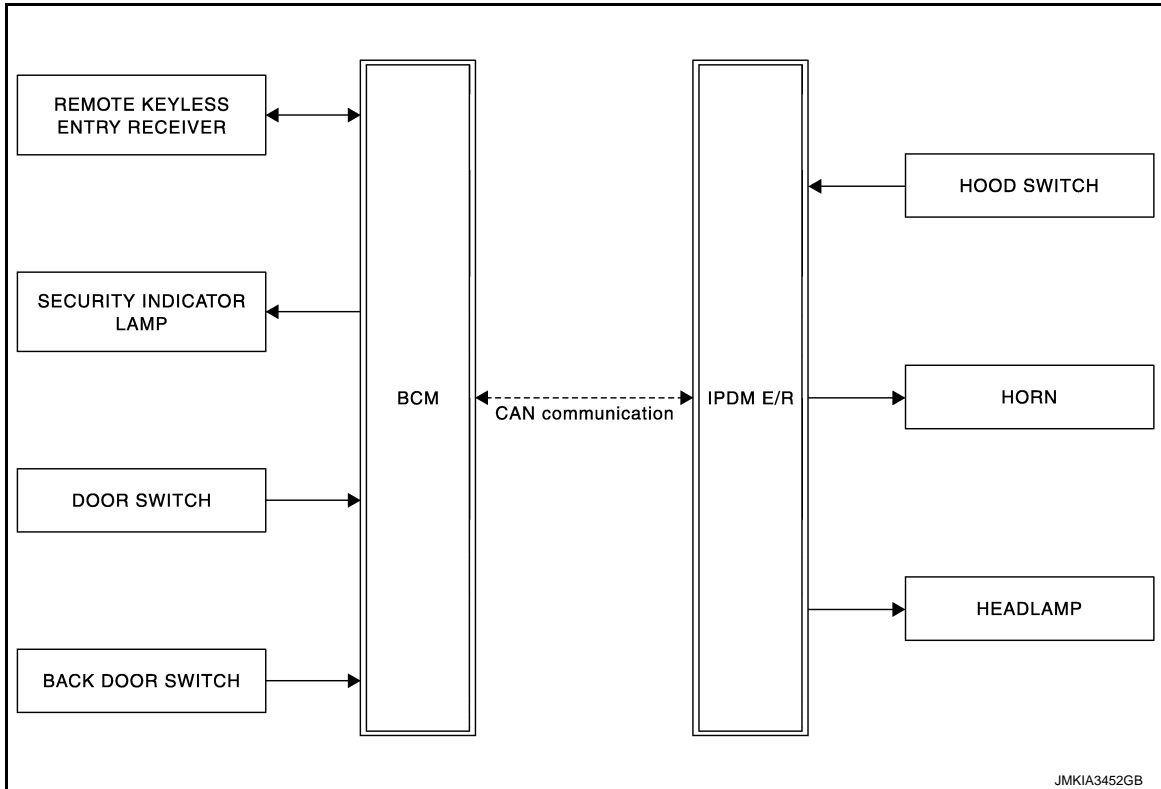 REMOTE KEYLESS
ENTRY RECEIVER
SECURITY INDICATOR
LAMP
DOOR SWITCH
BACK DOOR SWITCH
BCM
CAN communication
IPDM E/R
HOOD SWITCH
HORN
HEADLAMP
JMKIA3452GB